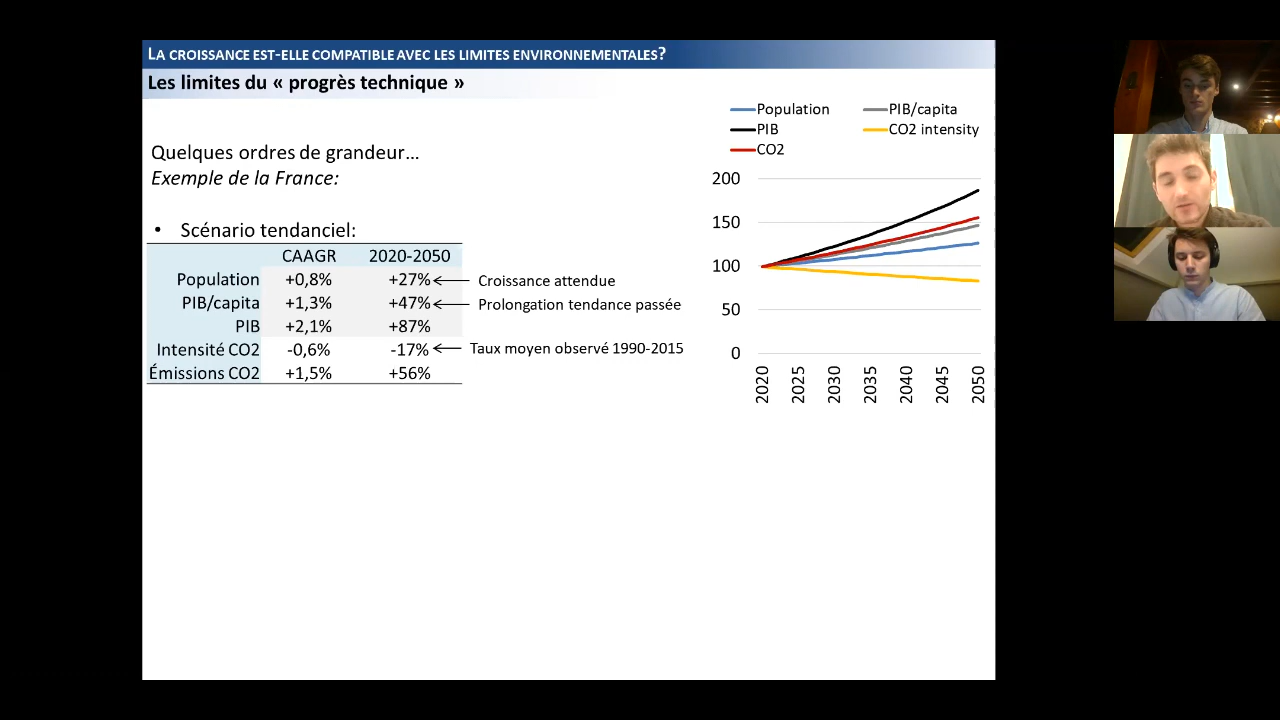 LA CROISSANCE EST-ELLE COMPATIBLE AVEC LES LIMITES ENVIRONNEMENTALES?
Les limites du « progrès technique »
Quelques ordres de grandeur…
Exemple de la France:
• Scénario tendanciel:
CAAGR 2020-2050
Population +0,8% +27% Croissance attendue
PIB/capita +1,3% +47% Prolongation tendance passée
PIB +2,1% +87%
Intensité CO2 -0,6% -17% Taux moyen observé 1990-2015
Émissions CO2 +1,5% +56%
Population PIB/capita
PIB CO2 intensity
CO2
200
150
100
50
0
2020 2025 2030 2035 2040 2045 2050